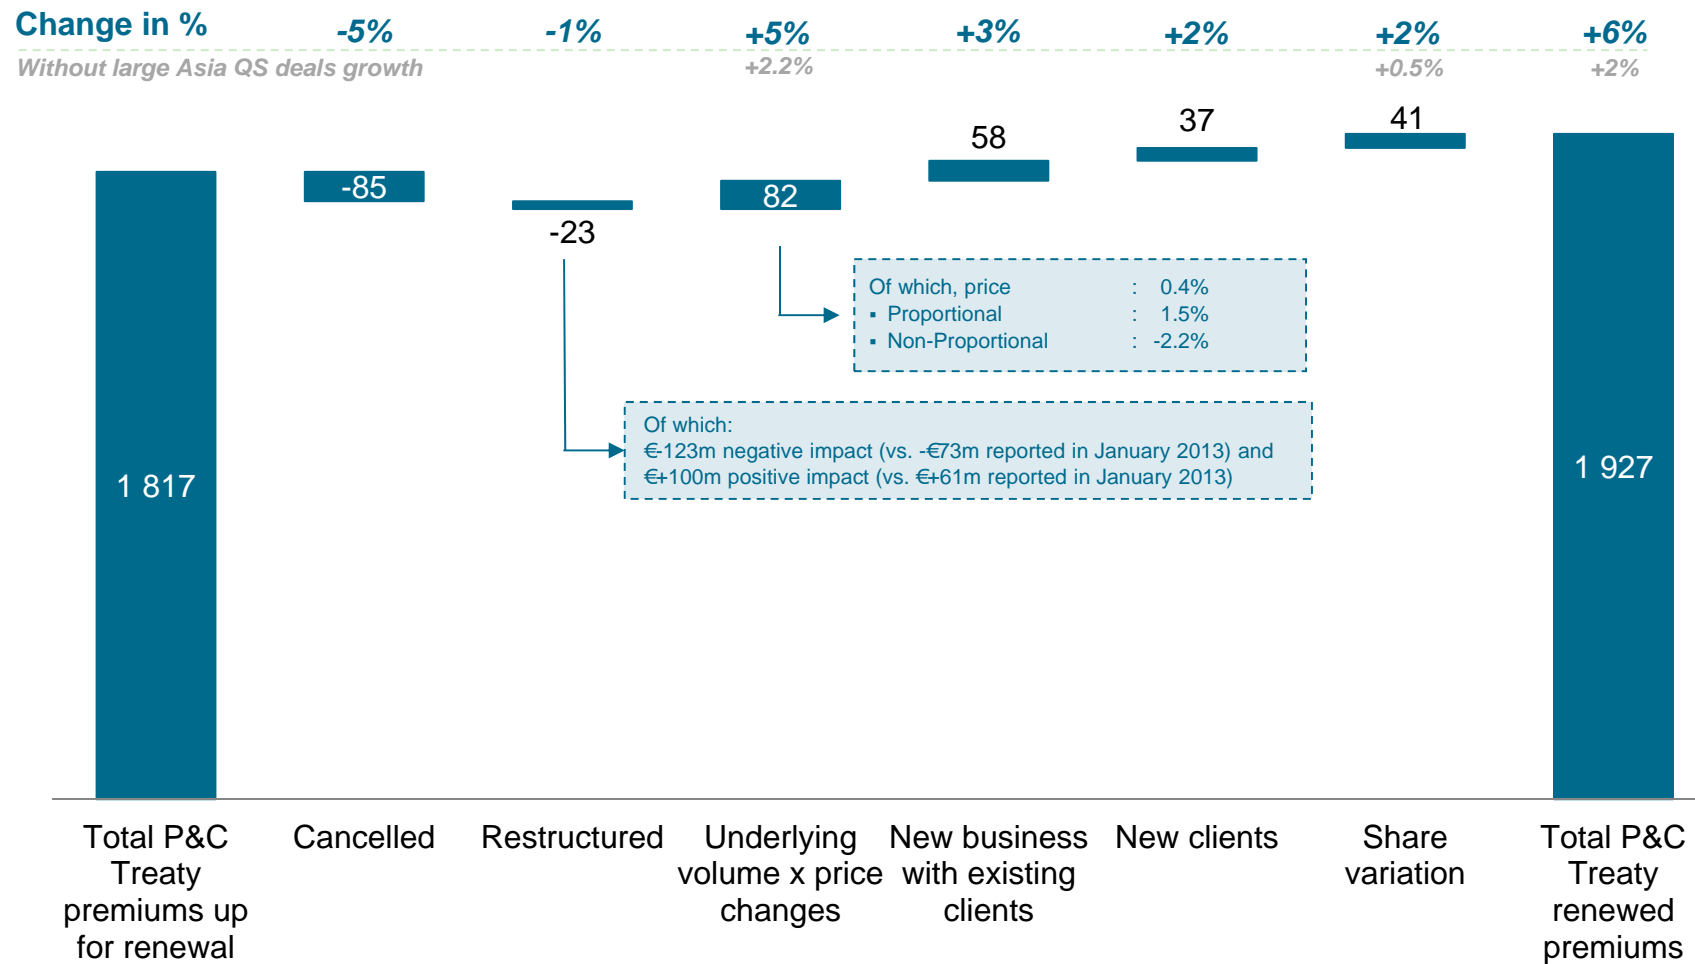 Change in % -5% -1% +5% +3% +2% +2% +6%
Without large Asia QS deals growth +2.2% +0.5% +2%
1 817
-85
-23
82
58
37
41
1 927
Of which, price : 0.4%
▪ Proportional : 1.5%
▪ Non-Proportional : -2.2%
Of which:
€-123m negative impact (vs. -€73m reported in January 2013) and
€+100m positive impact (vs. €+61m reported in January 2013)
Total P&C
Treaty
premiums up
for renewal
Cancelled
Restructured
Underlying
volume x price
changes
New business
with existing
clients
New clients
Share
variation
Total P&C
Treaty
renewed
premiums